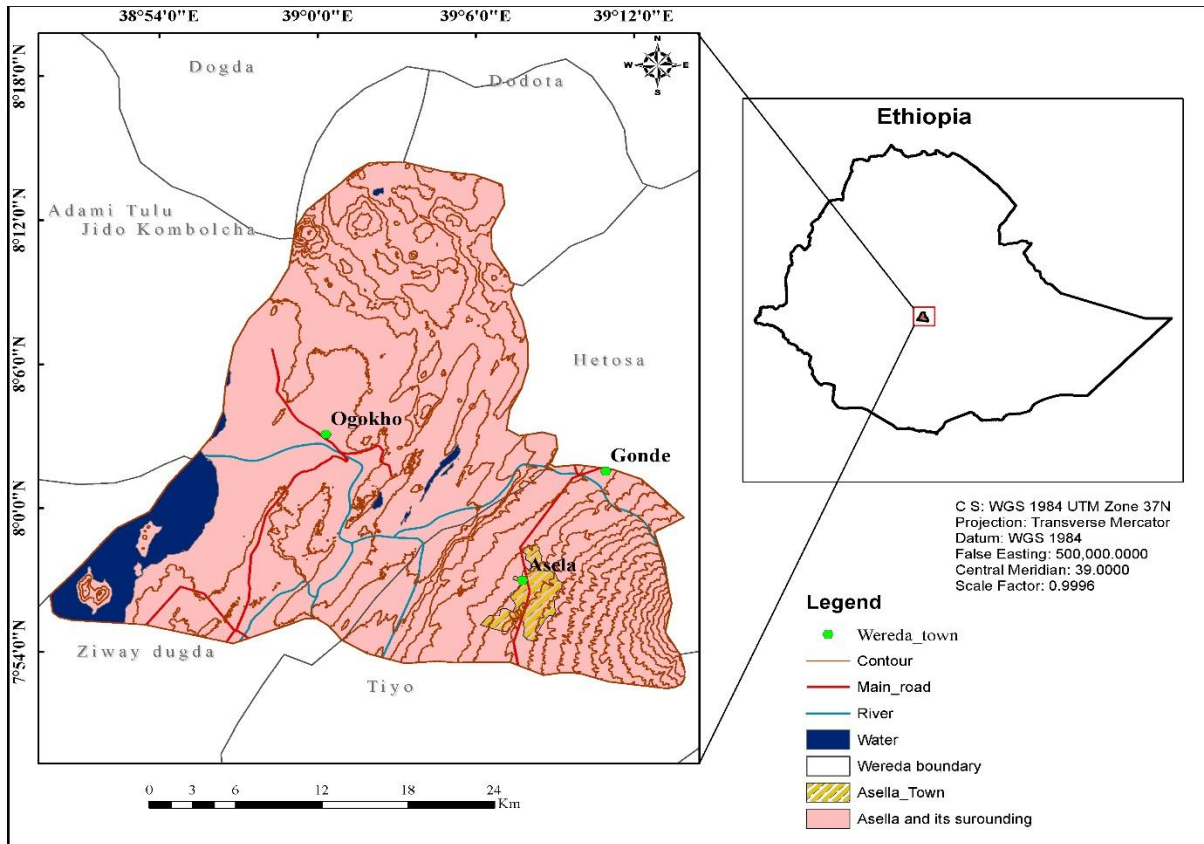 38°54'0"E 39°0'0"E 39°6'0"E 39°12'0"E
8°18'0"N
8°12'0"N
8°6'0"N
8°0'0"N
7°54'0"N
N
W E
S
Dogda
Dodota
Adami Tulu
Jido Kombolcha
Hetosa
Ogokho
Gonde
Asela
Ziway dugda
Tiyo
0 3 6 12 18 24
Km
Ethiopia
C S: WGS 1984 UTM Zone 37N
Projection: Transverse Mercator
Datum: WGS 1984
False Easting: 500,000.0000
Central Meridian: 39.0000
Scale Factor: 0.9996
Legend
Wereda_town
Contour
Main_road
River
Water
Wereda boundary
Asella_Town
Asella and its surounding